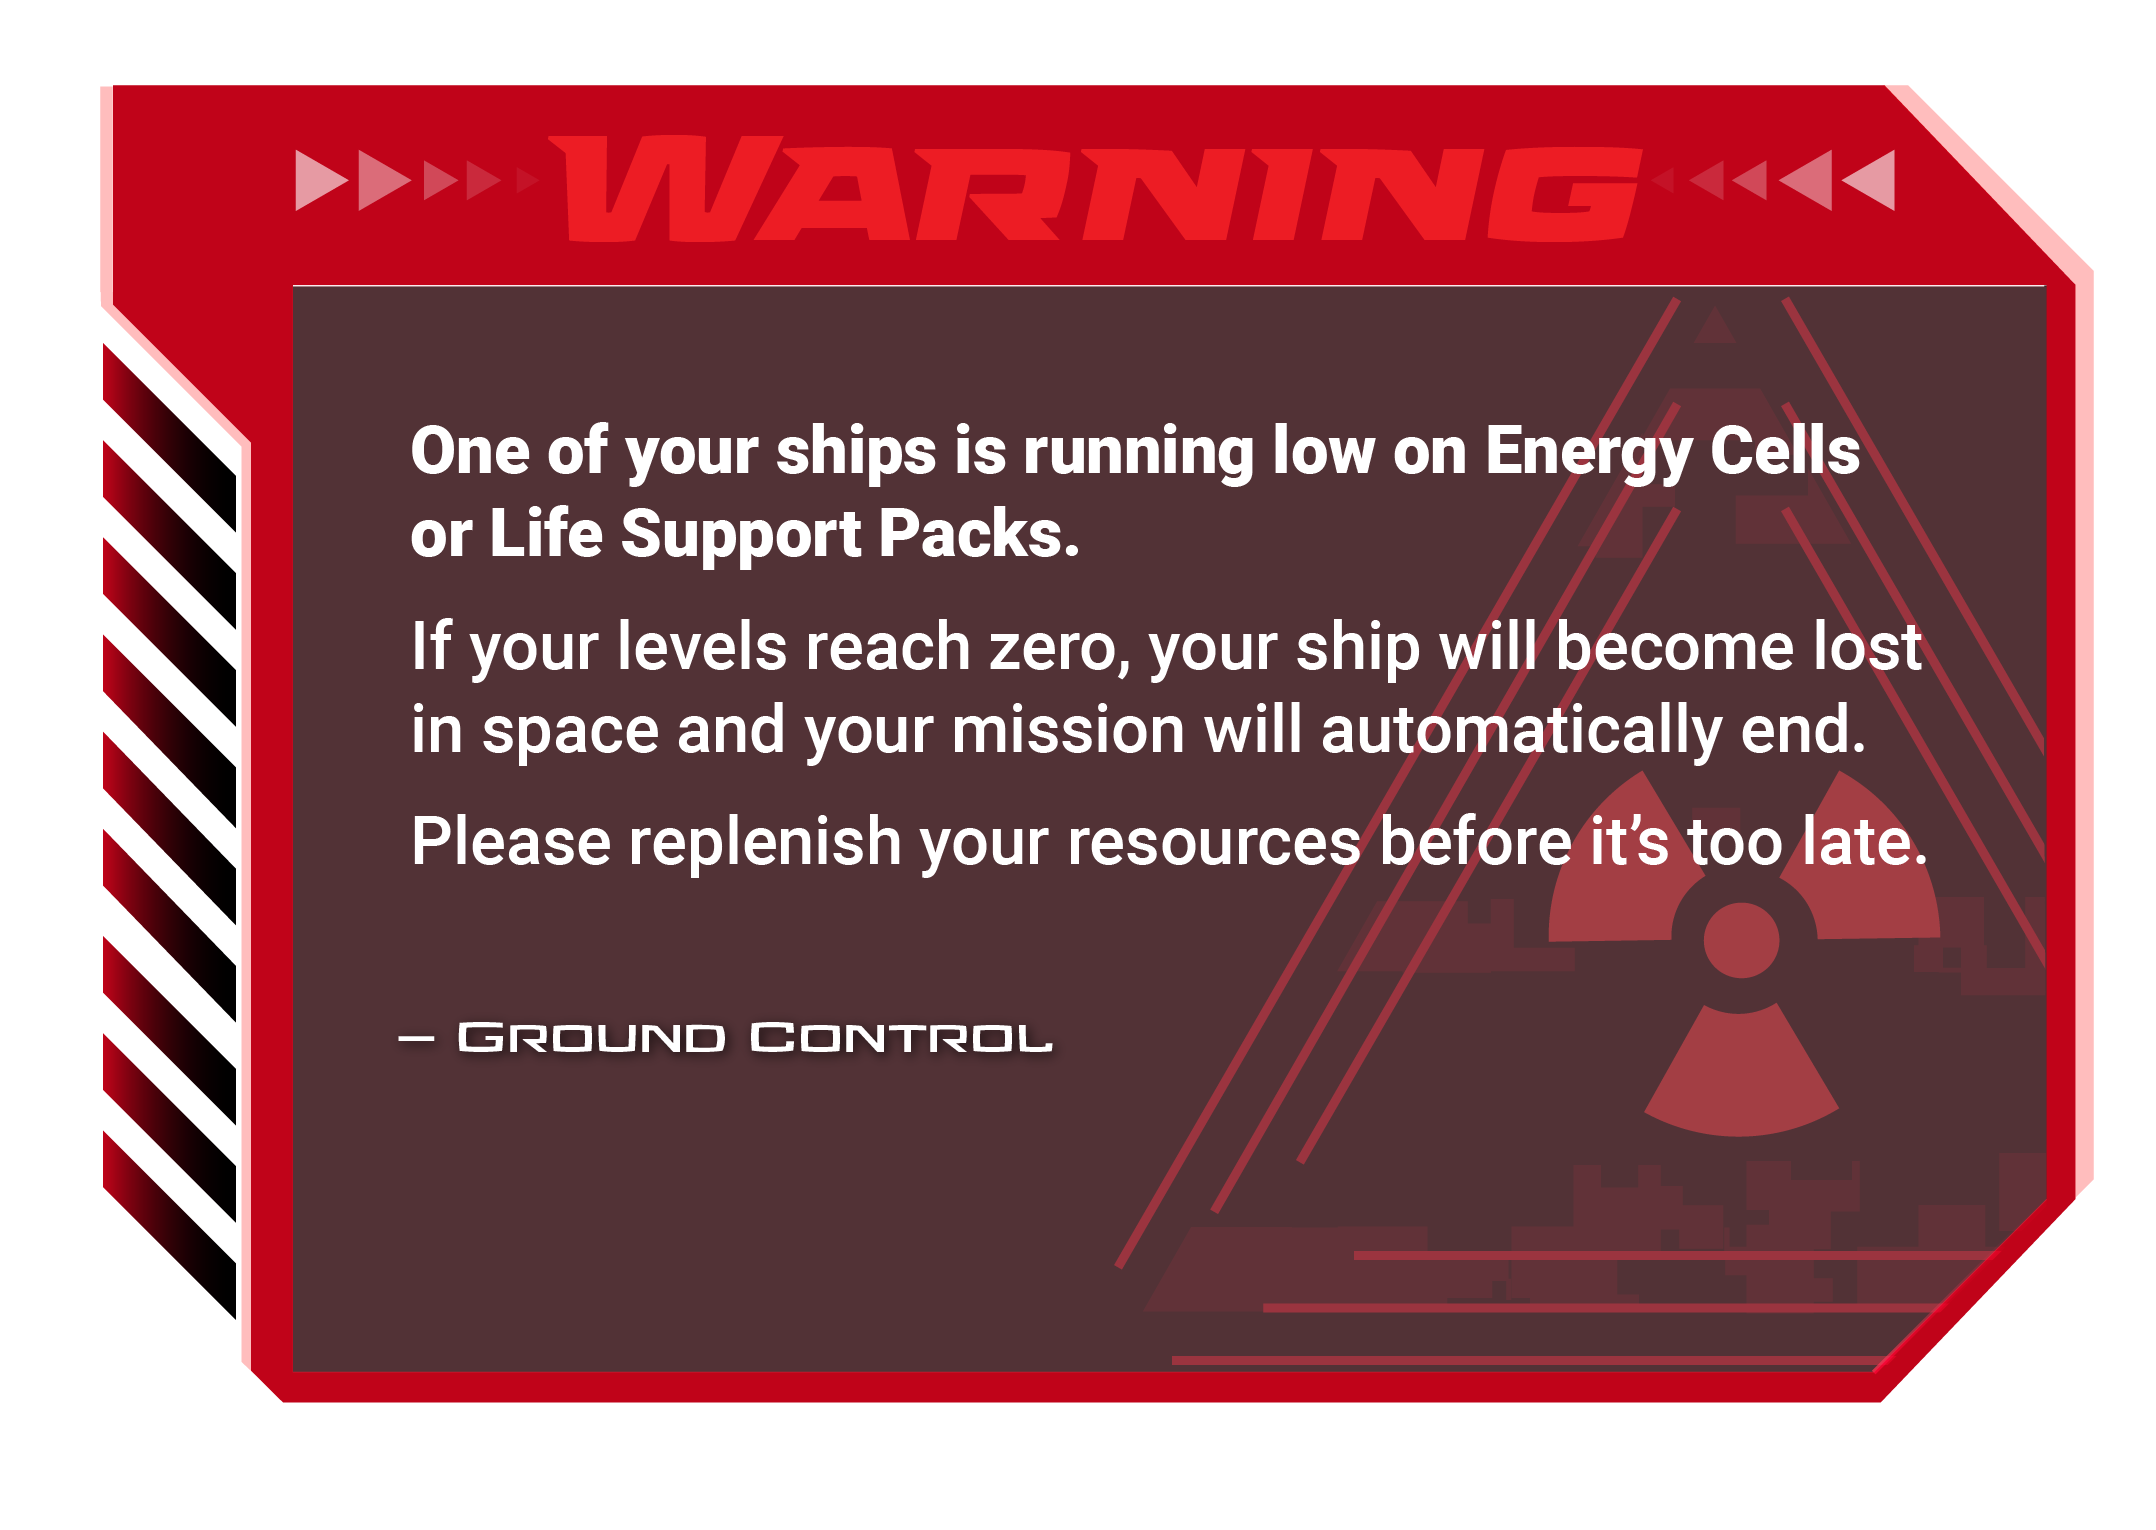 WARNING
One of your ships is running low on Energy Cells
or Life Support Packs.
If your levels reach zero, your ship will become lost
in space and your mission will automatically end.
Please replenish your resources before it’s too late.
– GROUND CONTROL